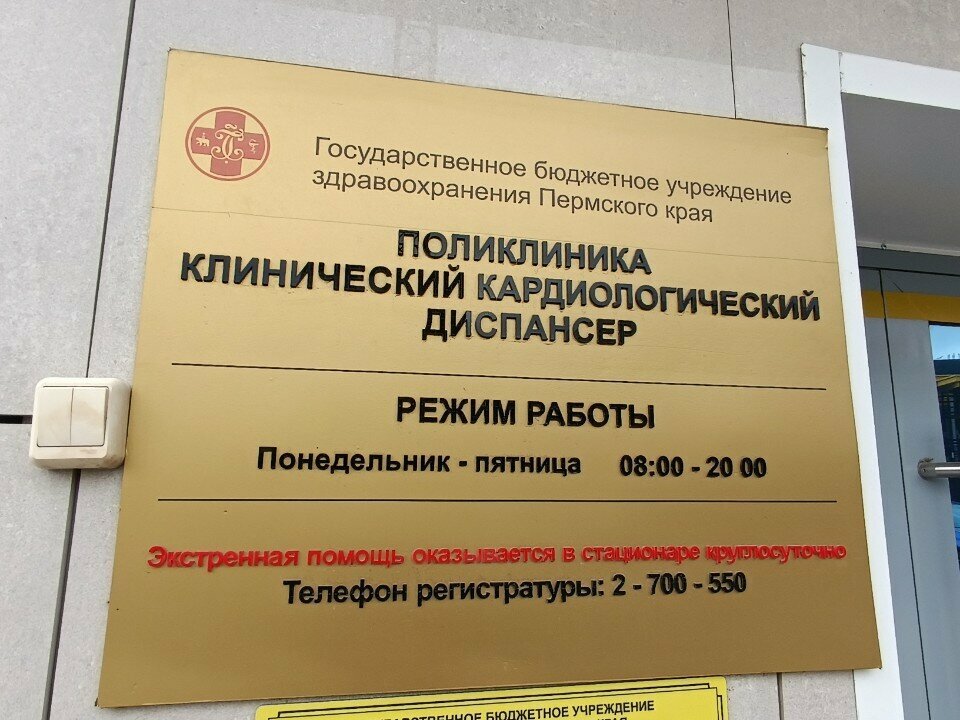 Государственное бюджетное учреждение
здравоохранения Пермского края
ПОЛИКЛИНИКА
КЛИНИЧЕСКИЙ КАРДИОЛОГИЧЕСКИЙ
ДИСПАНСЕР
РЕЖИМ РАБОТЫ
Понедельник - пятница 08:00 - 20 00
Экстренная помощь оказывается в стационаре круглосуточно
Телефон регистратуры: 2 - 700 - 550
БЮДЖЕТНОЕ УЧРЕЖДЕНИЕ